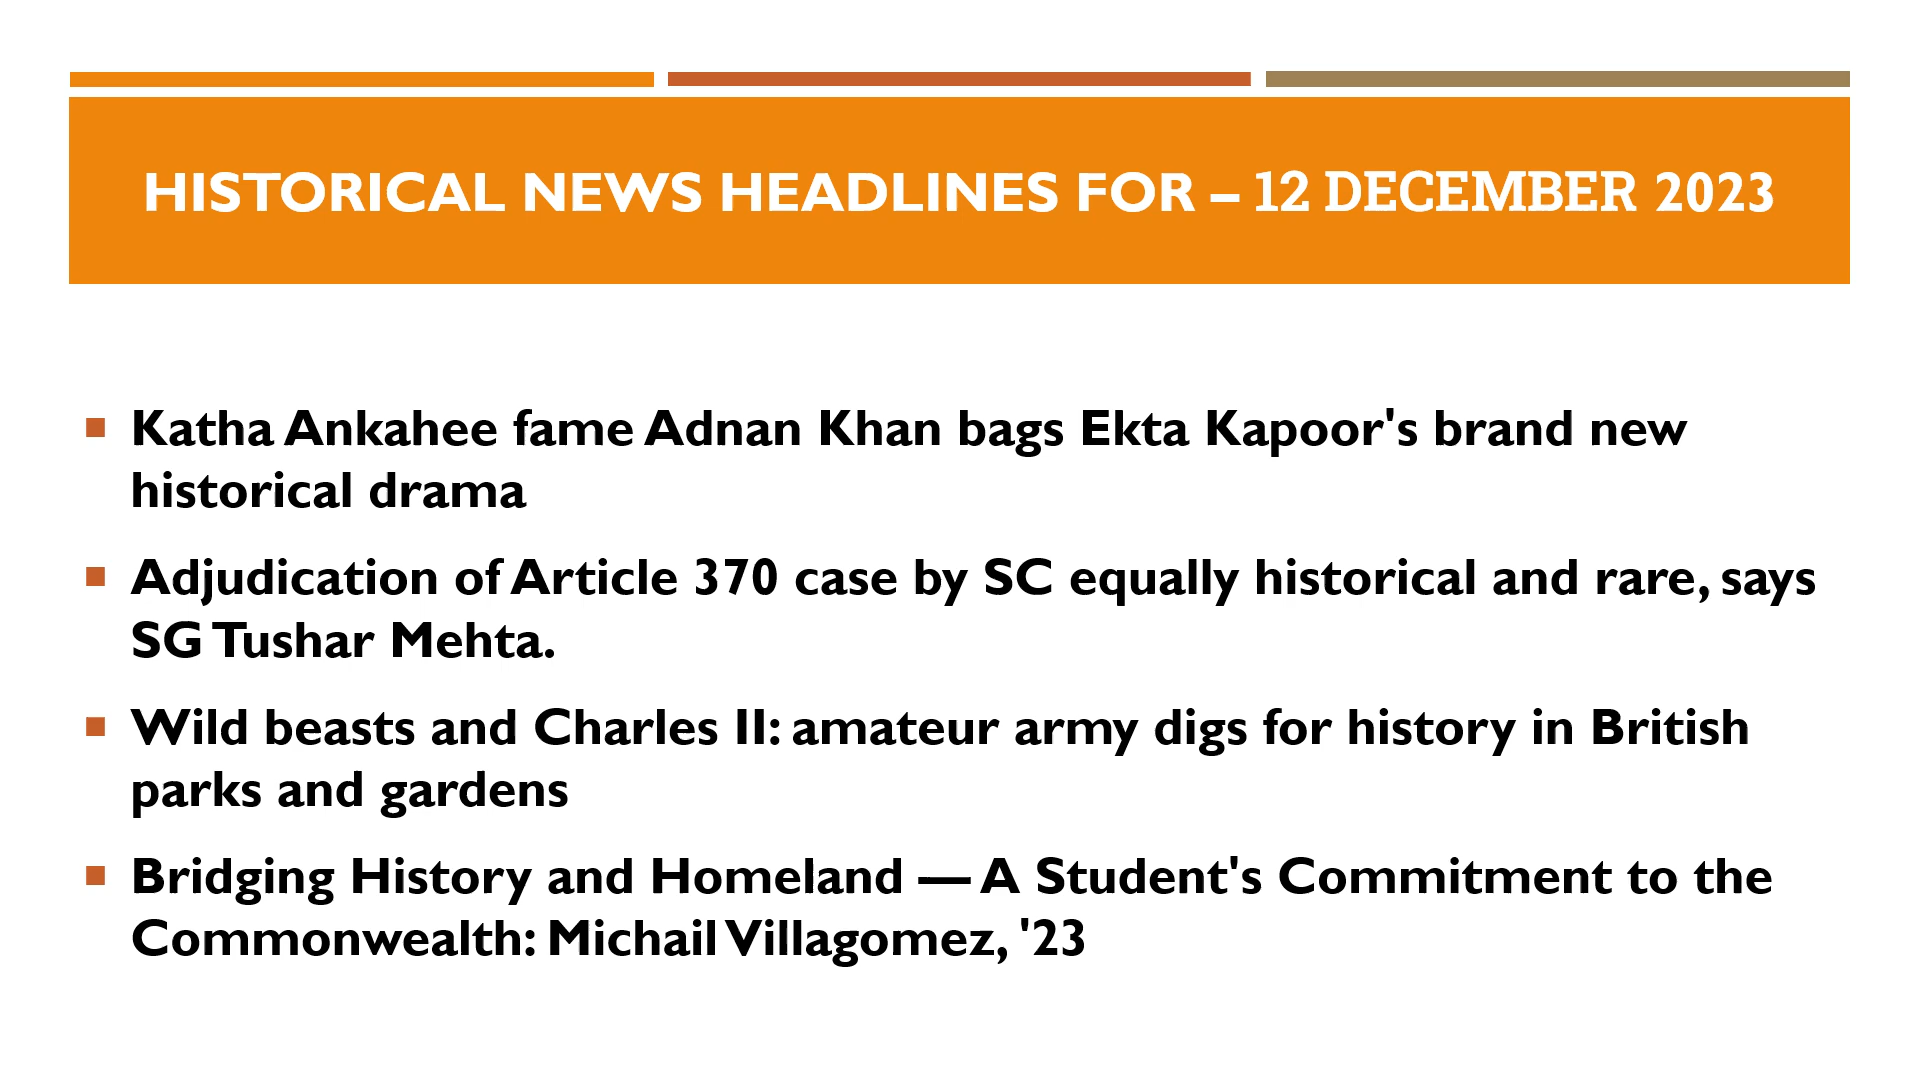 HISTORICAL NEWS HEADLINES FOR – 12 DECEMBER 2023
Katha Ankahee fame Adnan Khan bags Ekta Kapoor's brand new
historical drama
Adjudication of Article 370 case by SC equally historical and rare, says
SG Tushar Mehta.
Wild beasts and Charles II: amateur army digs for history in British
parks and gardens
Bridging History and Homeland — A Student's Commitment to the
Commonwealth: Michail Villagomez, '23